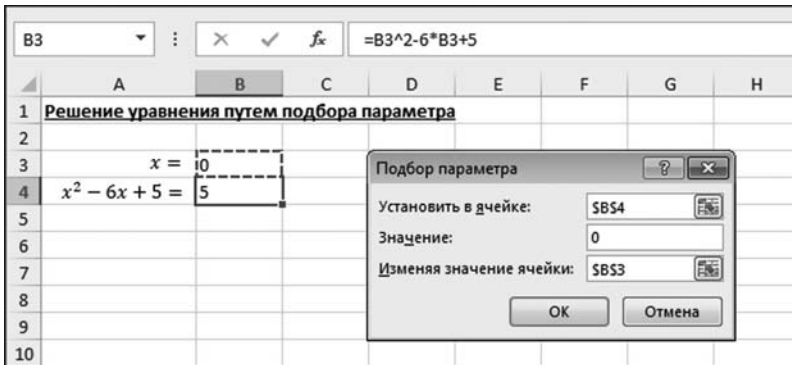 B3 fx =B3^2-6*B3+5
A B C D E F G H
1 Решение уравнения путем подбора параметра
2
3 x = 0
4 x² − 6x + 5 = 5
5
6
7
8
9
10
Подбор параметра
Установить в ячейке: $B$4
Значение: 0
Изменяя значение ячейки: $B$3
ОК Отмена